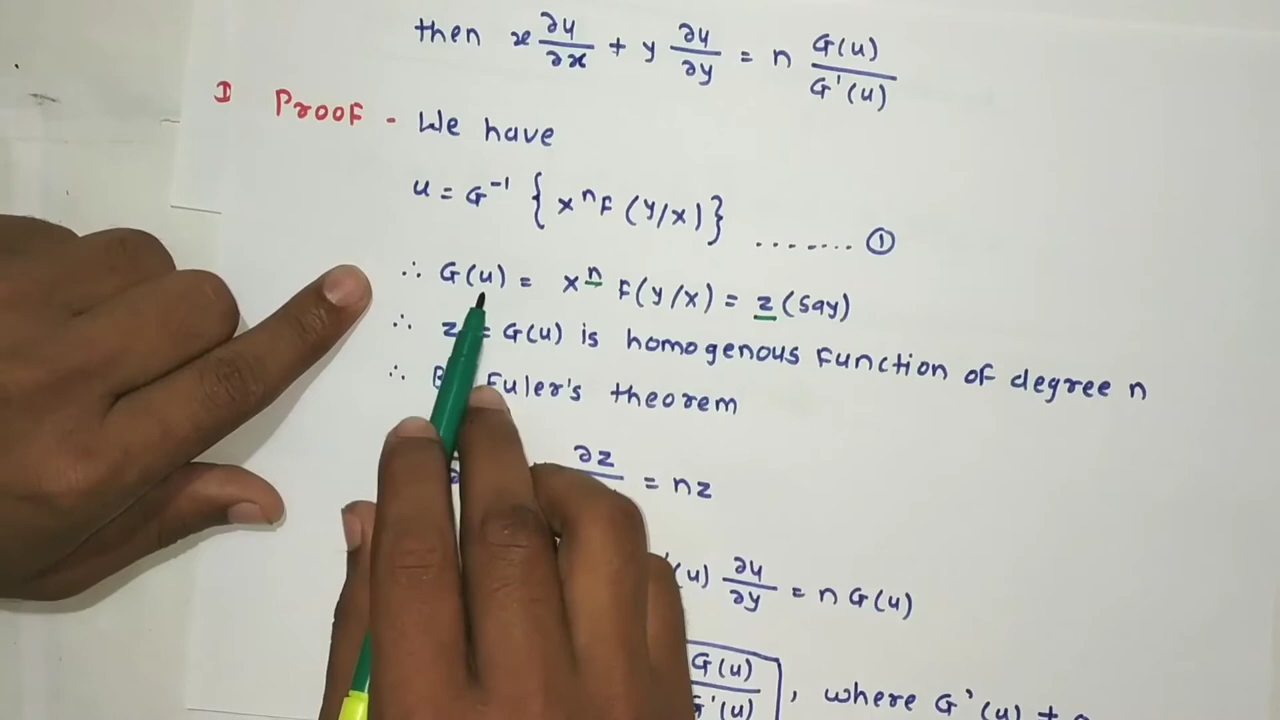 then x ∂u/∂x + y ∂u/∂y = n G(u)/G'(u)
I Proof - We have
u = G⁻¹ { xⁿ F (y/x) } ........ ①
∴ G(u) = xⁿ F(y/x) = z (say)
∴ z = G(u) is homogenous function of degree n
∴ Euler's theorem
∂z = nz
'(u) ∂u/∂y = n G(u)
G(u)/G'(u) , where G'(u) ≠